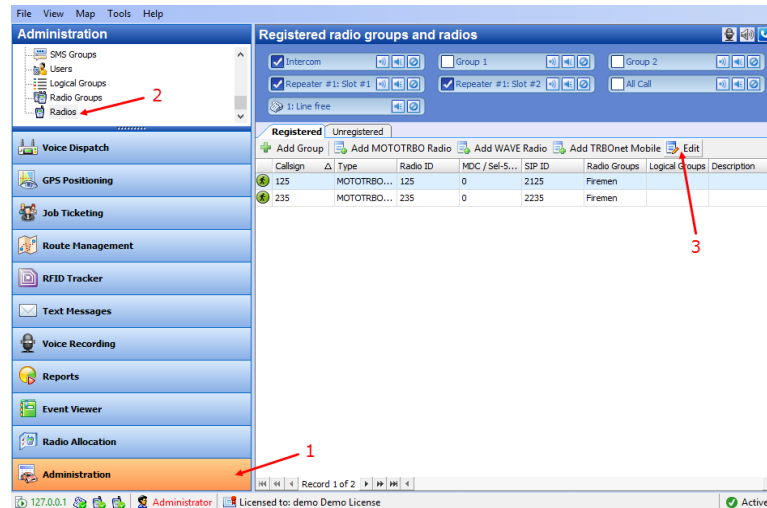 File View Map Tools Help
Administration
SMS Groups
Users
Logical Groups
Radio Groups
Radios
2
Voice Dispatch
GPS Positioning
Job Ticketing
Route Management
RFID Tracker
Text Messages
Voice Recording
Reports
Event Viewer
Radio Allocation
Administration
1
Registered radio groups and radios
Intercom Group 1 Group 2
Repeater #1: Slot #1 Repeater #1: Slot #2 All Call
1: Line free
Registered Unregistered
Add Group Add MOTOTRBO Radio Add WAVE Radio Add TRBOnet Mobile Edit
Callsign Type Radio ID MDC / Sel-5... SIP ID Radio Groups Logical Groups Description
125 MOTOTRBO... 125 0 2125 Firemen
235 MOTOTRBO... 235 0 2235 Firemen
3
Record 1 of 2
127.0.0.1 Administrator Licensed to: demo Demo License Active